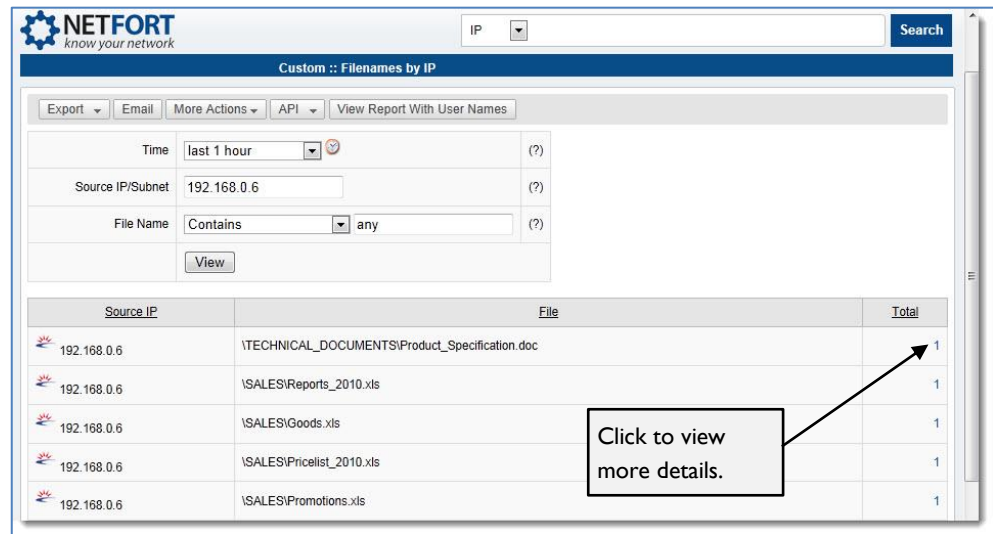 NETFORT
know your network
IP
Search
Custom :: Filenames by IP
Export Email More Actions API View Report With User Names
Time last 1 hour (?)
Source IP/Subnet 192.168.0.6 (?)
File Name Contains any (?)
View
Source IP File Total
192.168.0.6 \TECHNICAL_DOCUMENTS\Product_Specification.doc 1
192.168.0.6 \SALES\Reports_2010.xls 1
192.168.0.6 \SALES\Goods.xls 1
192.168.0.6 \SALES\Pricelist_2010.xls 1
192.168.0.6 \SALES\Promotions.xls 1
Click to view
more details.